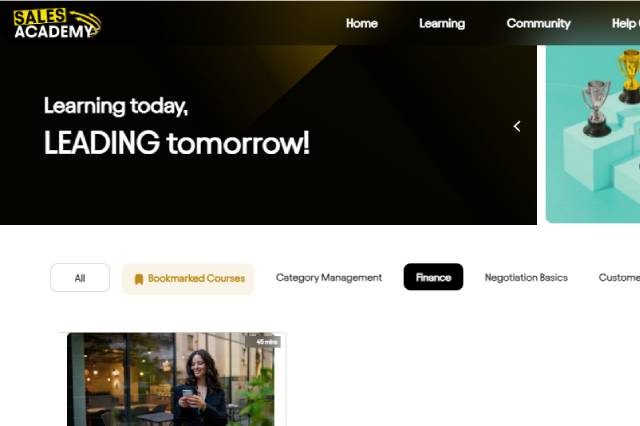 SALES
ACADEMY
Home
Learning
Community
Help
Learning today,
LEADING tomorrow!
All
Bookmarked Courses
Category Management
Finance
Negotiation Basics
45 mins